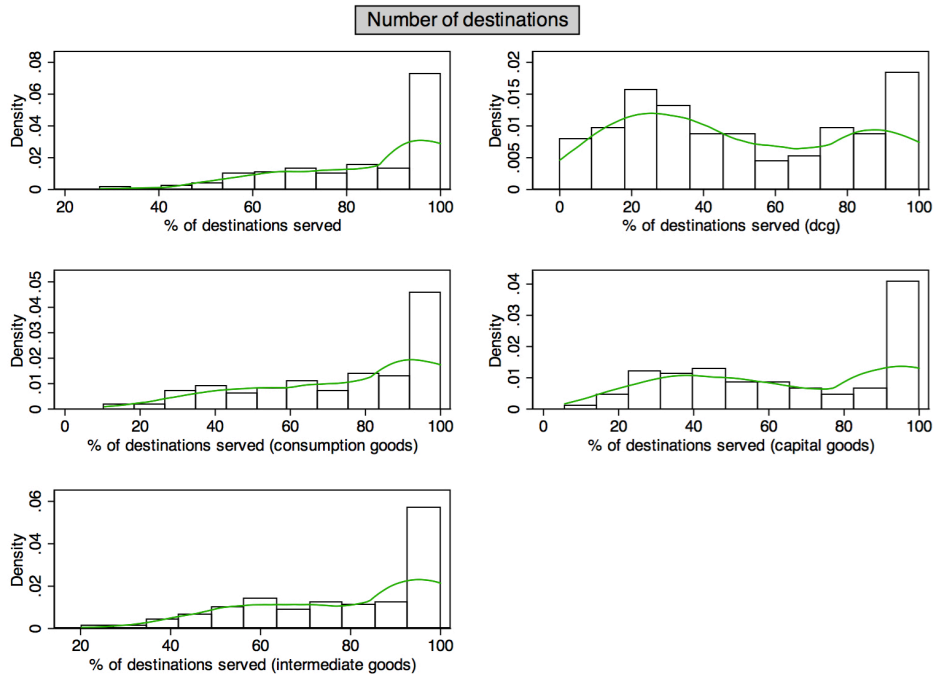 Number of destinations
Density
0 .02 .04 .06 .08
20 40 60 80 100
% of destinations served
Density
0 .005 .01 .015 .02
0 20 40 60 80 100
% of destinations served (dcg)
Density
0 .01 .02 .03 .04 .05
0 20 40 60 80 100
% of destinations served (consumption goods)
Density
0 .01 .02 .03 .04
0 20 40 60 80 100
% of destinations served (capital goods)
Density
0 .02 .04 .06
20 40 60 80 100
% of destinations served (intermediate goods)